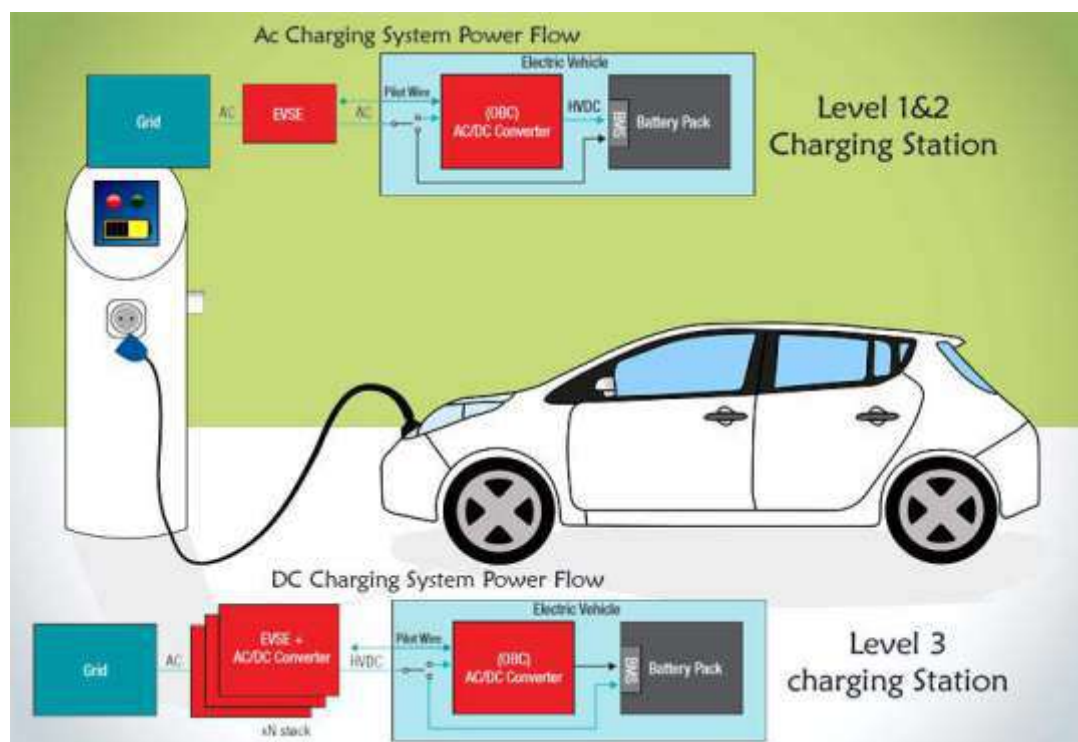 Ac Charging System Power Flow
Electric Vehicle
Grid
AC
EVSE
Pilot Wire
AC
(OBC)
AC/DC Converter
HVDC
BMS
Battery Pack
Level 1&2
Charging Station
DC Charging System Power Flow
Electric Vehicle
Grid
AC
EVSE +
AC/DC Converter
xN stack
Pilot Wire
HVDC
(OBC)
AC/DC Converter
BMS
Battery Pack
Level 3
charging Station